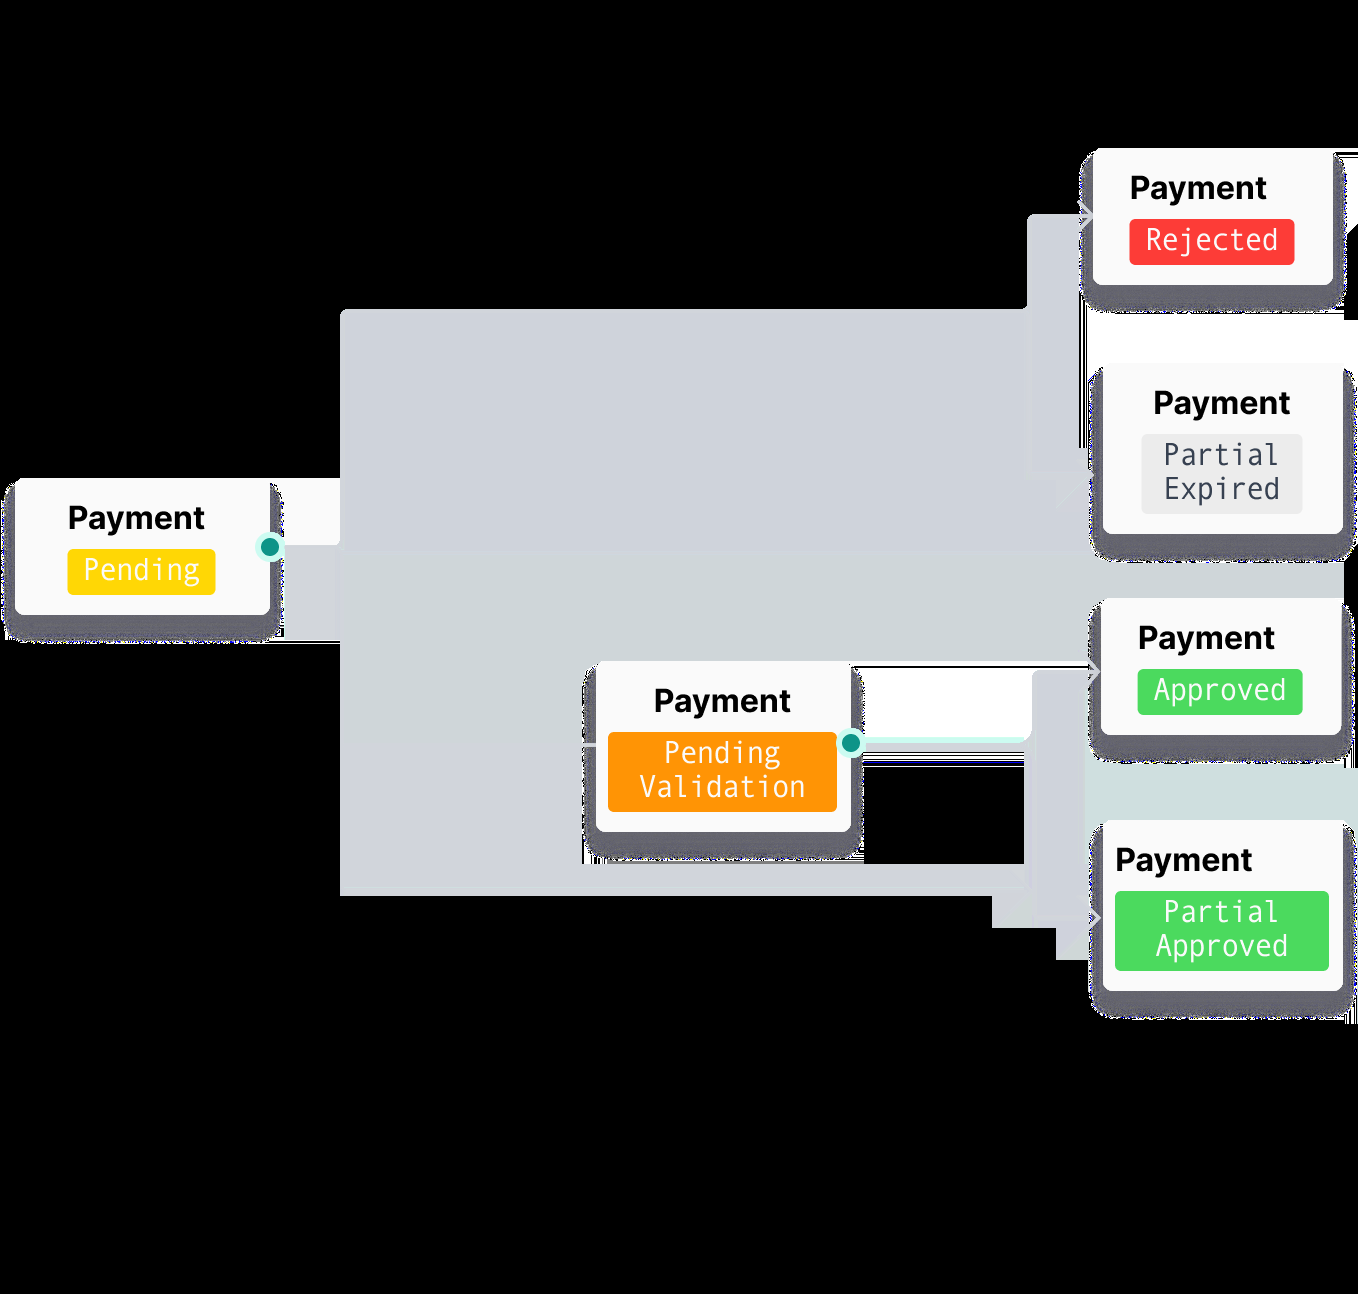 Payment
Rejected
Payment
Partial
Expired
Payment
Pending
Payment
Approved
Payment
Pending
Validation
Payment
Partial
Approved